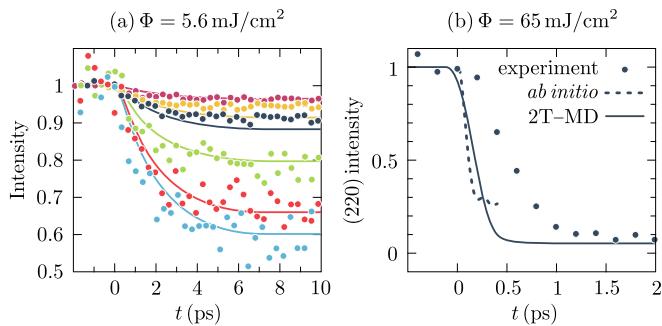 (a) Φ = 5.6 mJ/cm²
(b) Φ = 65 mJ/cm²
Intensity
1
0.9
0.8
0.7
0.6
0.5
0 2 4 6 8 10
t (ps)
(220) intensity
1
0.5
0
experiment
ab initio
2T–MD
0 0.5 1 1.5 2
t (ps)